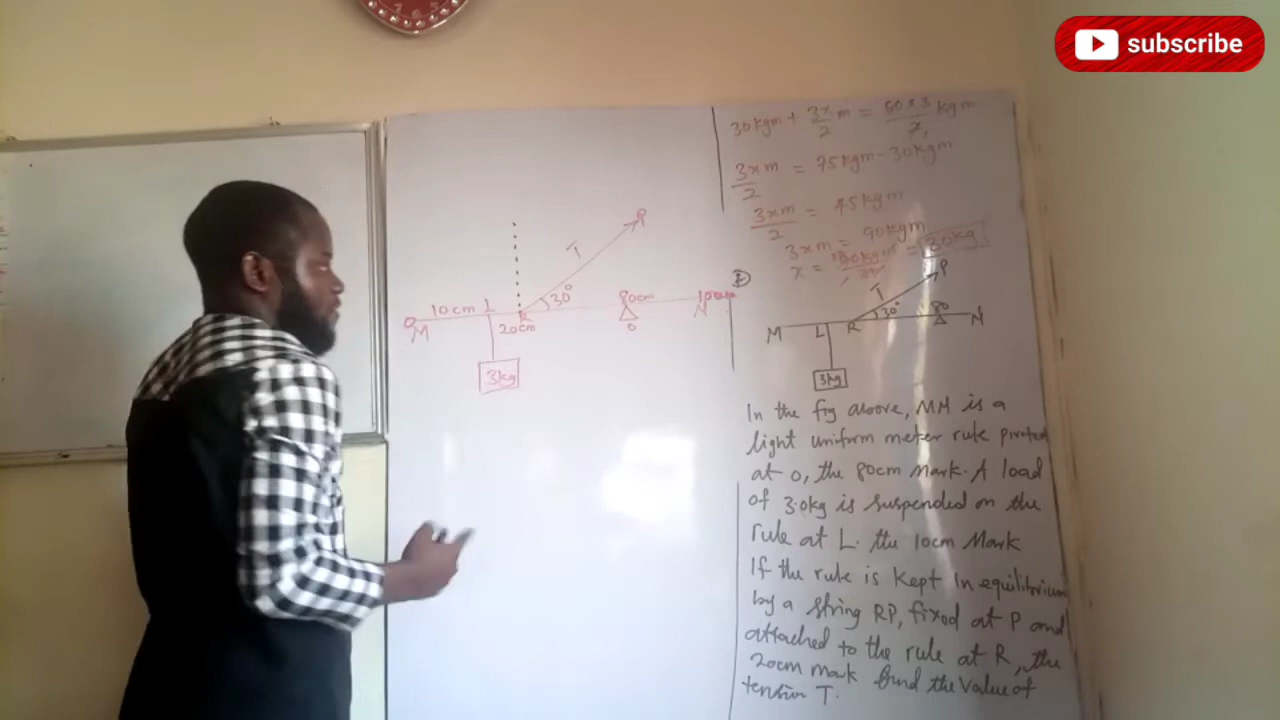 subscribe
30kgm + 3x/2 m = 50x3/ kgm
3xm/2 = 75kgm - 30kgm
3xm/2 = 45kgm
3xm = 90kgm
x = = 30kg
P
T
30°
10cm L
80cm
M
R
20cm
O
N
3kg
P
T
30°
80
M L R N
3kg
In the fig above, MN is a
light uniform meter rule pivoted
at O, the 80cm Mark. A load
of 3.0kg is suspended on the
rule at L. the 10cm Mark
If the rule is kept in equilibrium
by a string RP, fixed at P and
attached to the rule at R, the
20cm mark find the value of
tension T.